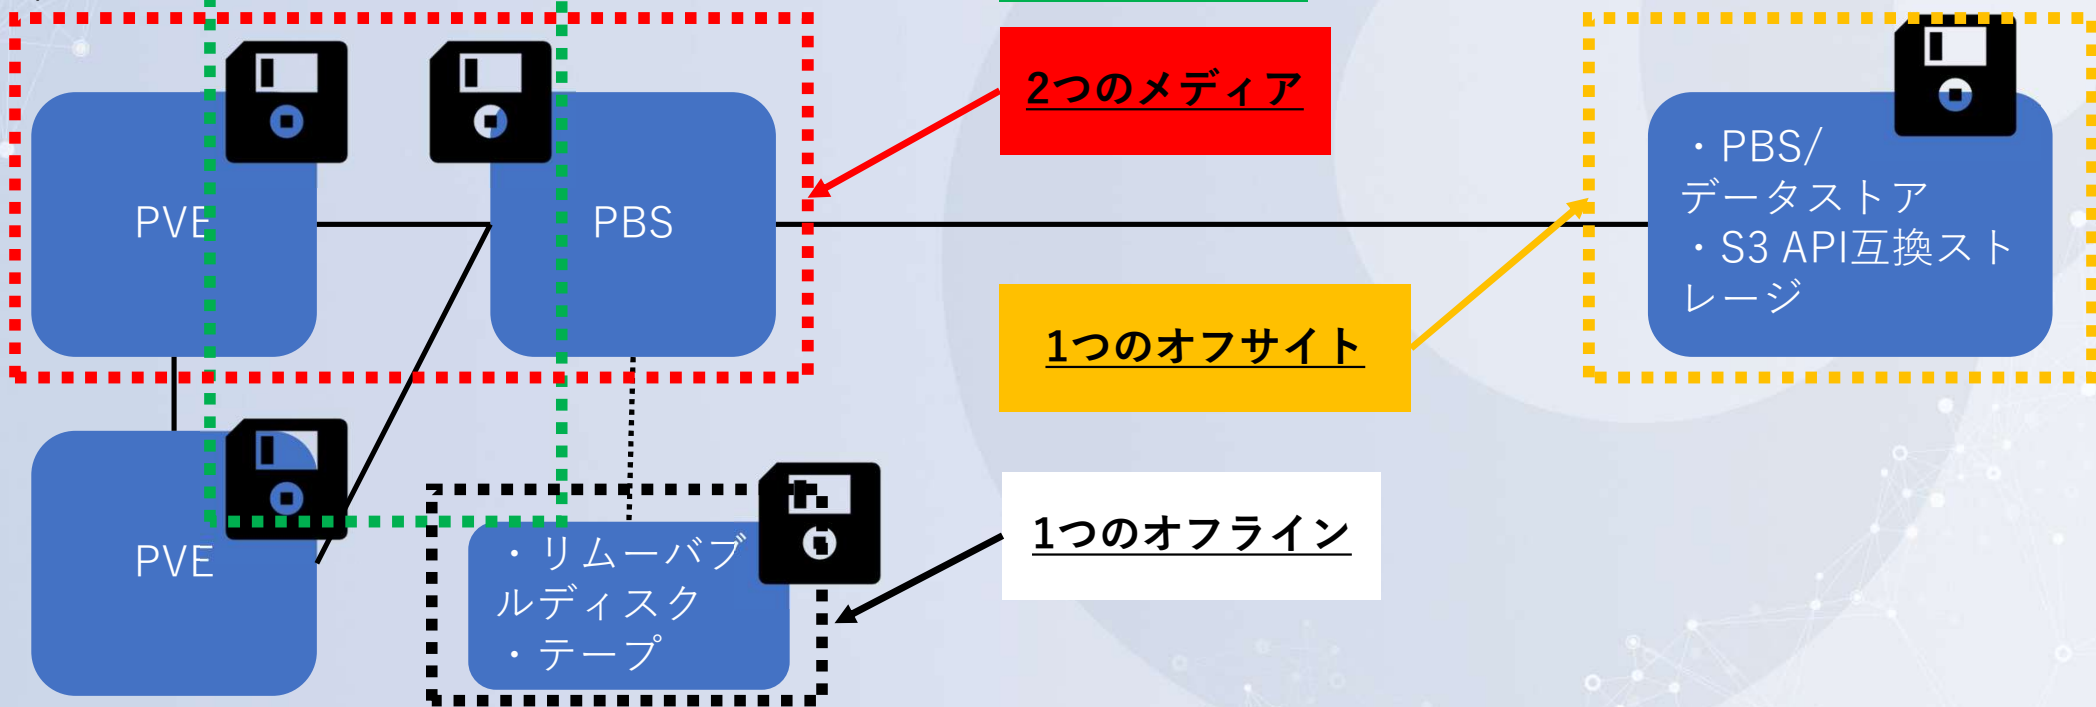 2つのメディア
PVE
PBS
・PBS/
データストア
・S3 API互換スト
レージ
1つのオフサイト
1つのオフライン
PVE
・リムーバブ
ルディスク
・テープ